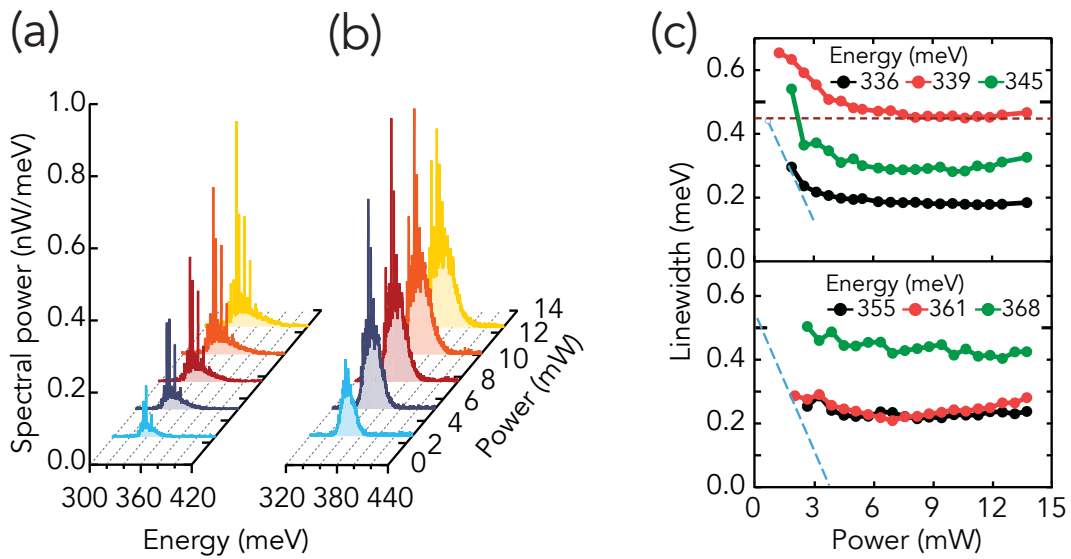 (a)
(b)
(c)
Spectral power (nW/meV)
1.0
0.8
0.6
0.4
0.2
0.0
300 360 420
320 380 440
Energy (meV)
0 2 4 6 8 10 12 14
Power (mW)
Linewidth (meV)
0.6
0.4
0.2
0.0
Energy (meV)
336 339 345
0.6
0.4
0.2
0.0
Energy (meV)
355 361 368
0 3 6 9 12 15
Power (mW)